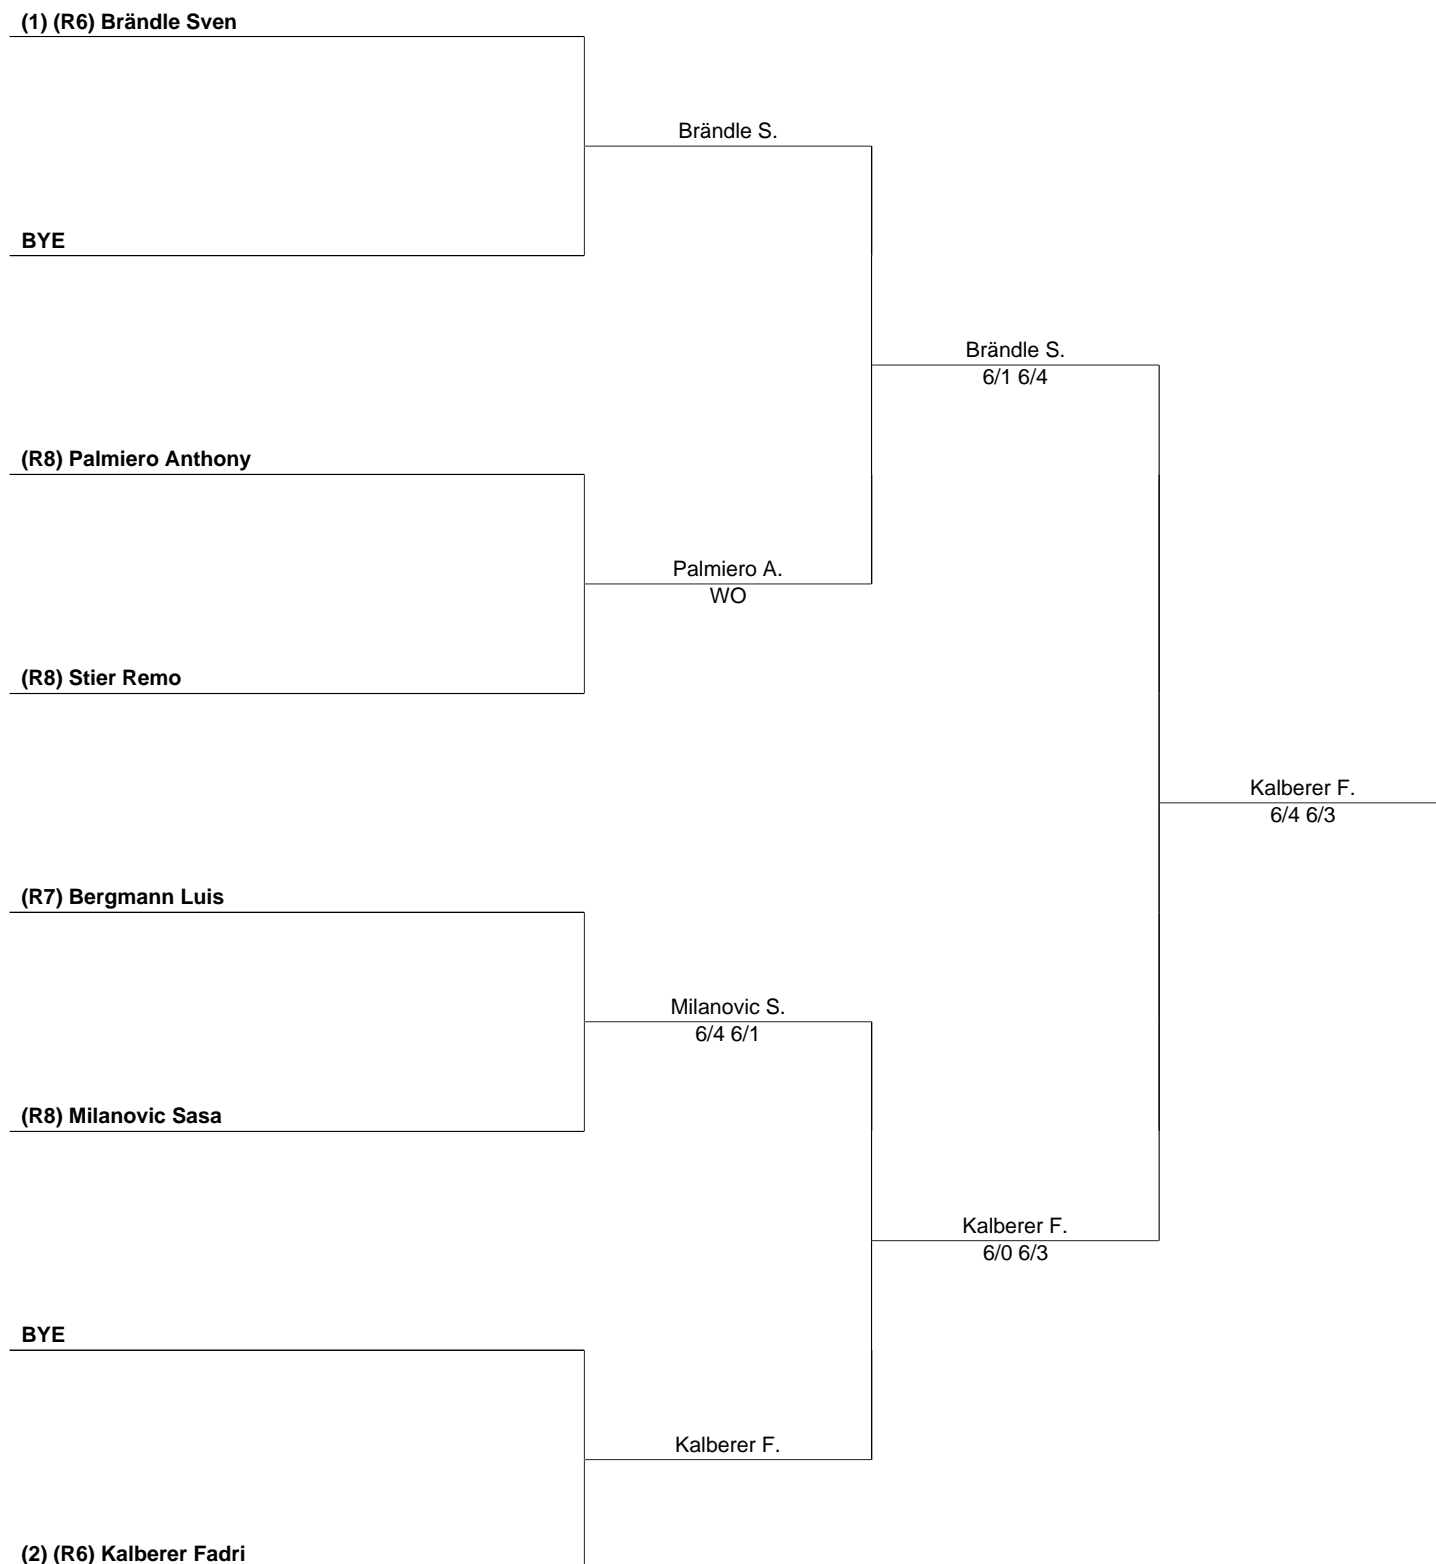 (1) (R6) Brändle Sven
Brändle S.
BYE
Brändle S.
6/1 6/4
(R8) Palmiero Anthony
Palmiero A.
WO
(R8) Stier Remo
Kalberer F.
6/4 6/3
(R7) Bergmann Luis
Milanovic S.
6/4 6/1
(R8) Milanovic Sasa
Kalberer F.
6/0 6/3
BYE
Kalberer F.
(2) (R6) Kalberer Fadri